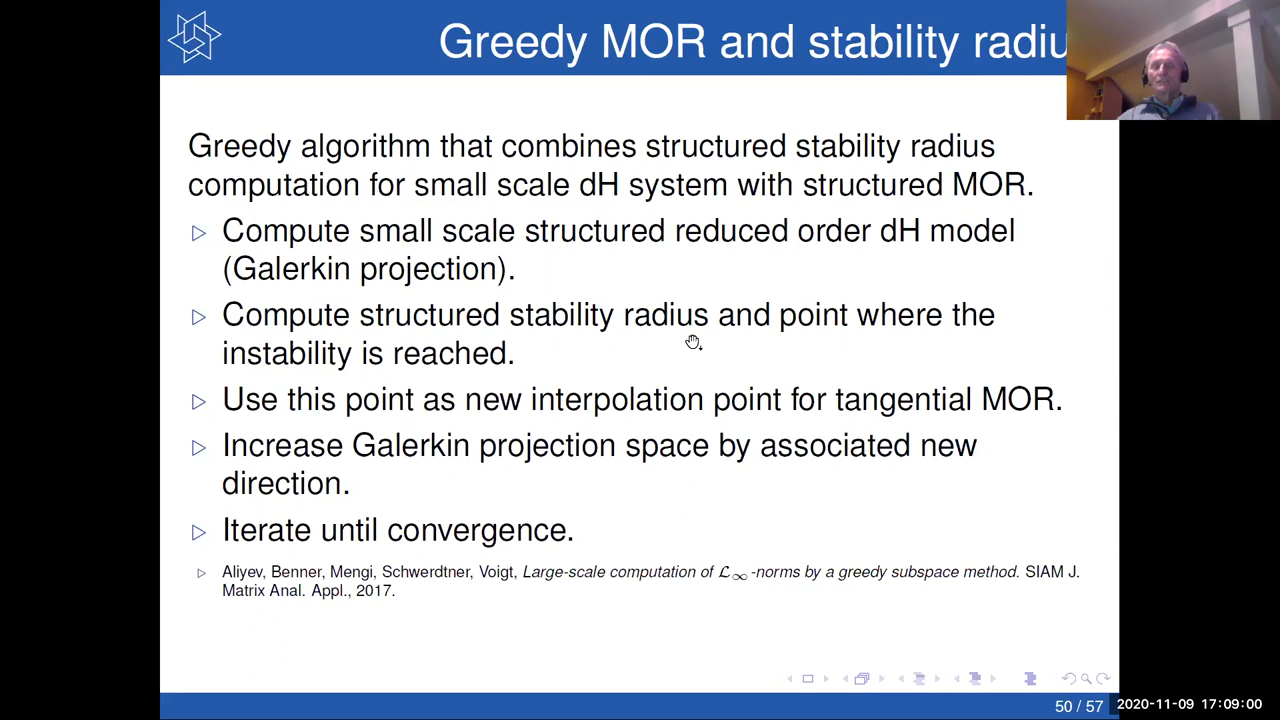 Greedy MOR and stability radiu
Greedy algorithm that combines structured stability radius
computation for small scale dH system with structured MOR.
Compute small scale structured reduced order dH model
(Galerkin projection).
Compute structured stability radius and point where the
instability is reached.
Use this point as new interpolation point for tangential MOR.
Increase Galerkin projection space by associated new
direction.
Iterate until convergence.
Aliyev, Benner, Mengi, Schwerdtner, Voigt, Large-scale computation of ℒ∞-norms by a greedy subspace method. SIAM J.
Matrix Anal. Appl., 2017.
50 / 57
2020-11-09 17:09:00